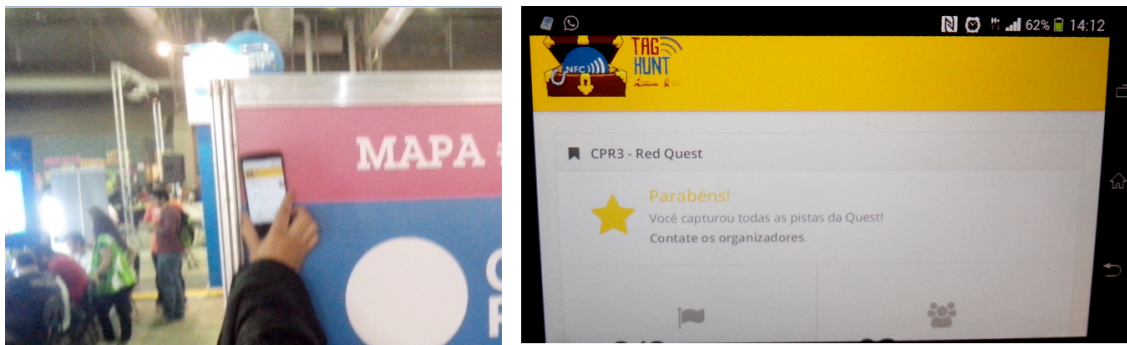 MAPA
62% 14:12
TAG
HUNT
NFC
CPR3 - Red Quest
Parabéns!
Você capturou todas as pistas da Quest!
Contate os organizadores.